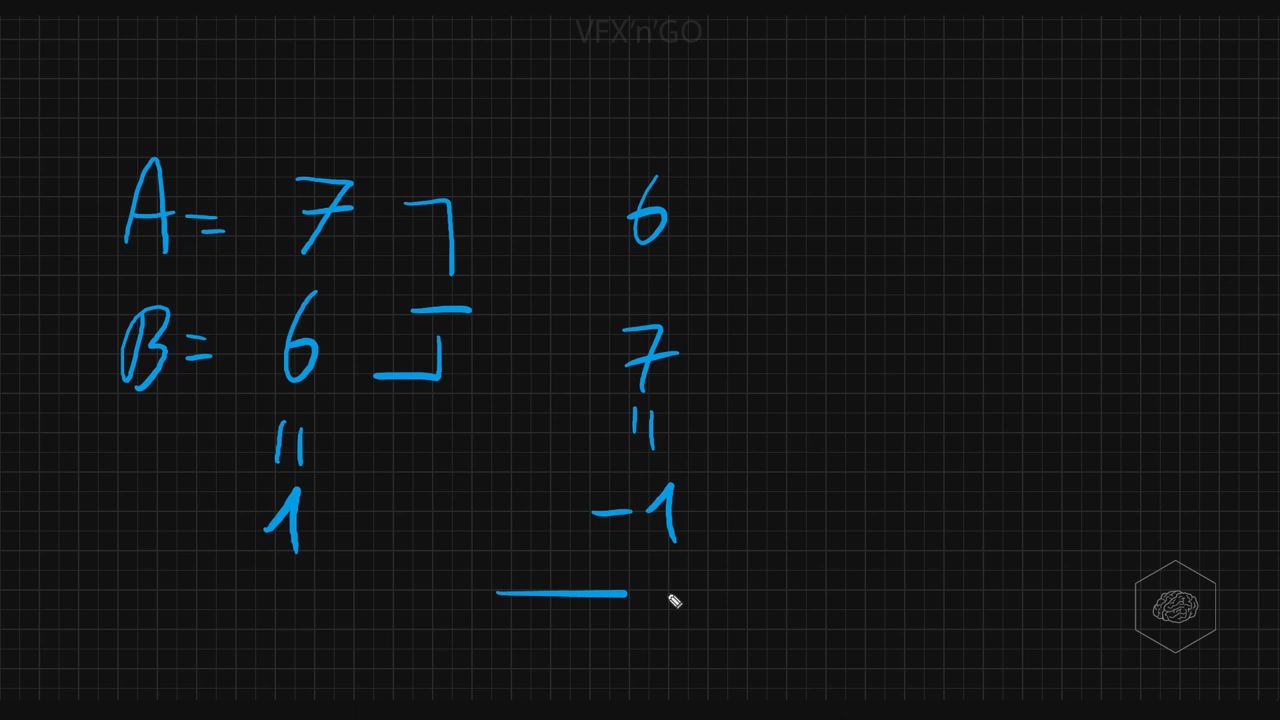 VFX'n'GO
A = 7 6
B = 6 7
= =
1 -1